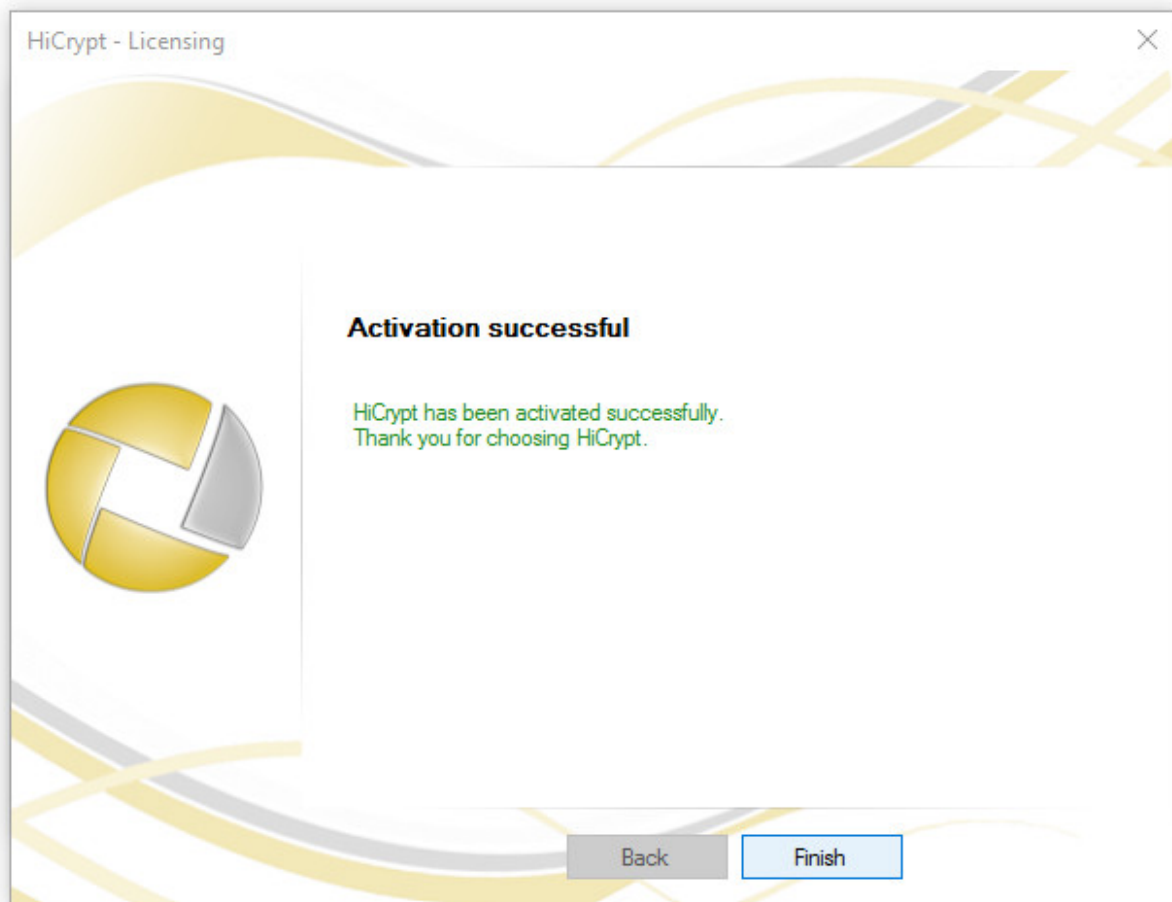 HiCrypt - Licensing
Activation successful
HiCrypt has been activated successfully.
Thank you for choosing HiCrypt.
Back
Finish